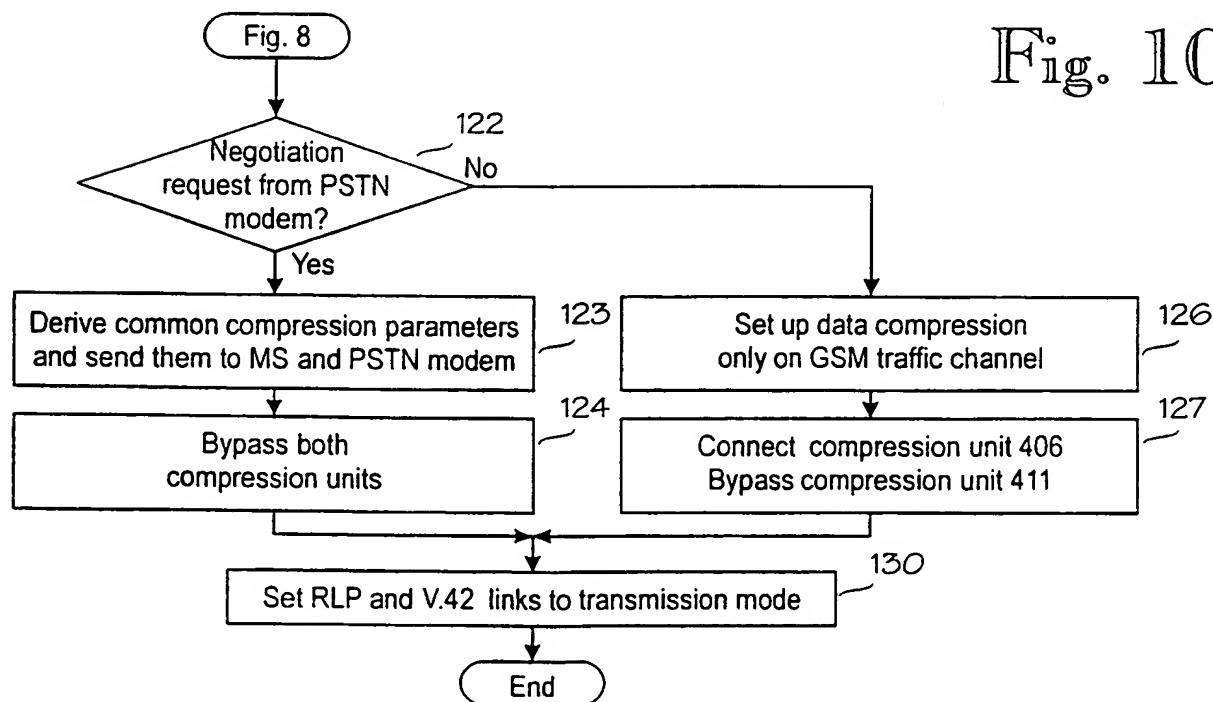 Fig. 8
Fig. 10
122
Negotiation
request from PSTN
modem?
No
Yes
Derive common compression parameters
and send them to MS and PSTN modem
123
Set up data compression
only on GSM traffic channel
126
Bypass both
compression units
124
Connect compression unit 406
Bypass compression unit 411
127
Set RLP and V.42 links to transmission mode
130
End